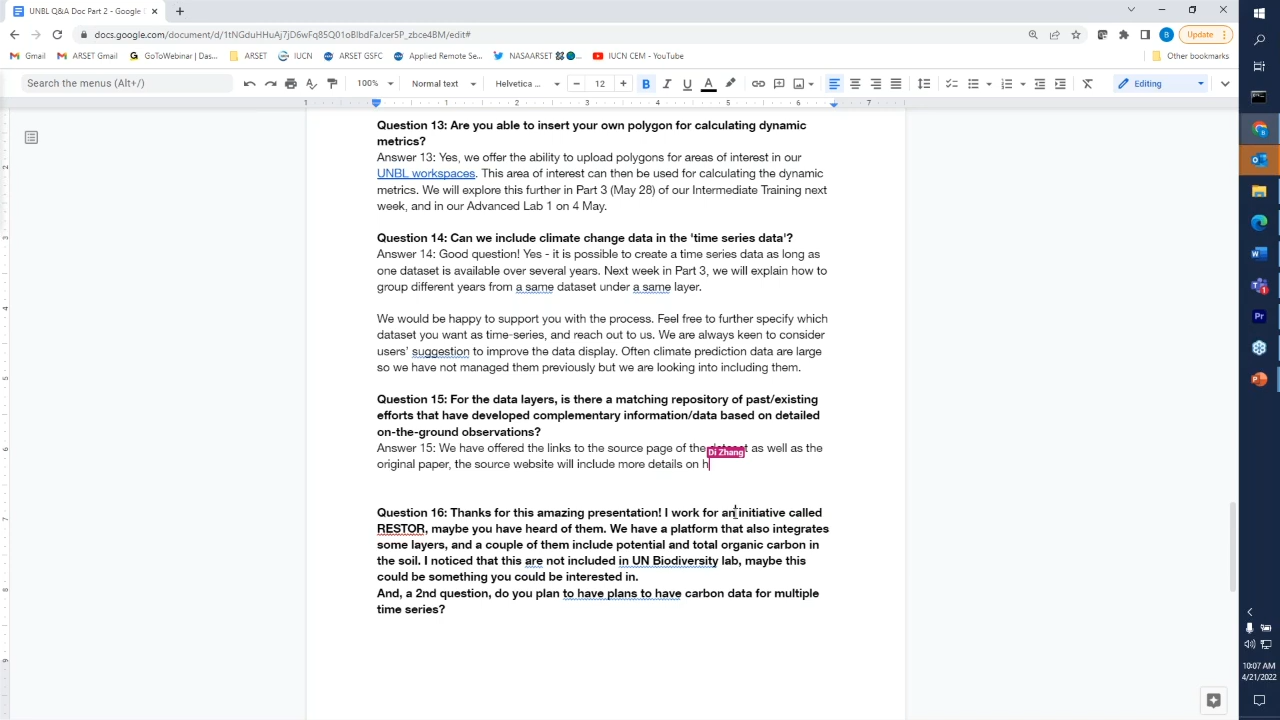 UNBL Q&A Doc Part 2 - Google
docs.google.com/document/d/1tNGduHHuAj7jD6wFq85Q01oBIbdFaJcer5P_zbce48M/edit#
Gmail ARSET Gmail GoToWebinar | Das... ARSET IUCN ARSET GSFC Applied Remote Se... NASAARSET IUCN CEM - YouTube Other bookmarks
Update
B
Search the menus (Alt+/) 100% Normal text Helvetica ... 12 B I U A Editing
1 1 2 3 4 5 6 7
Question 13: Are you able to insert your own polygon for calculating dynamic
metrics?
Answer 13: Yes, we offer the ability to upload polygons for areas of interest in our
UNBL workspaces. This area of interest can then be used for calculating the dynamic
metrics. We will explore this further in Part 3 (May 28) of our Intermediate Training next
week, and in our Advanced Lab 1 on 4 May.
Question 14: Can we include climate change data in the 'time series data'?
Answer 14: Good question! Yes - it is possible to create a time series data as long as
one dataset is available over several years. Next week in Part 3, we will explain how to
group different years from a same dataset under a same layer.
We would be happy to support you with the process. Feel free to further specify which
dataset you want as time-series, and reach out to us. We are always keen to consider
users' suggestion to improve the data display. Often climate prediction data are large
so we have not managed them previously but we are looking into including them.
Question 15: For the data layers, is there a matching repository of past/existing
efforts that have developed complementary information/data based on detailed
on-the-ground observations?
Answer 15: We have offered the links to the source page of the as well as the
Di Zhang
original paper, the source website will include more details on h
Question 16: Thanks for this amazing presentation! I work for an initiative called
RESTOR, maybe you have heard of them. We have a platform that also integrates
some layers, and a couple of them include potential and total organic carbon in
the soil. I noticed that this are not included in UN Biodiversity lab, maybe this
could be something you could be interested in.
And, a 2nd question, do you plan to have plans to have carbon data for multiple
time series?
10:07 AM
4/21/2022